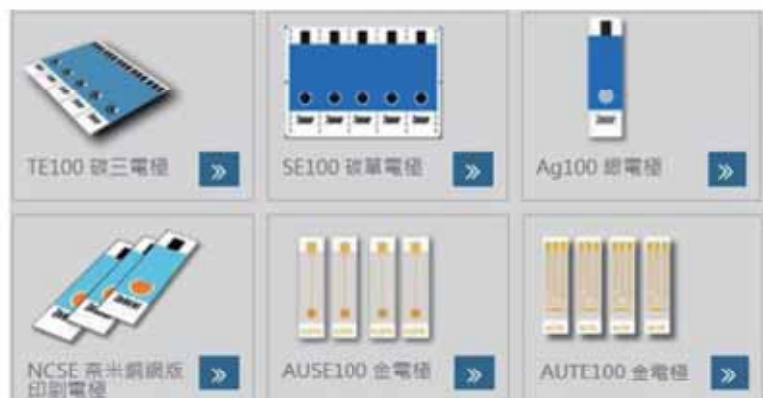 TE100 碳三電極
SE100 碳單電極
Ag100 銀電極
NCSE 奈米銅網版
印刷電極
AUSE100 金電極
AUTE100 金電極